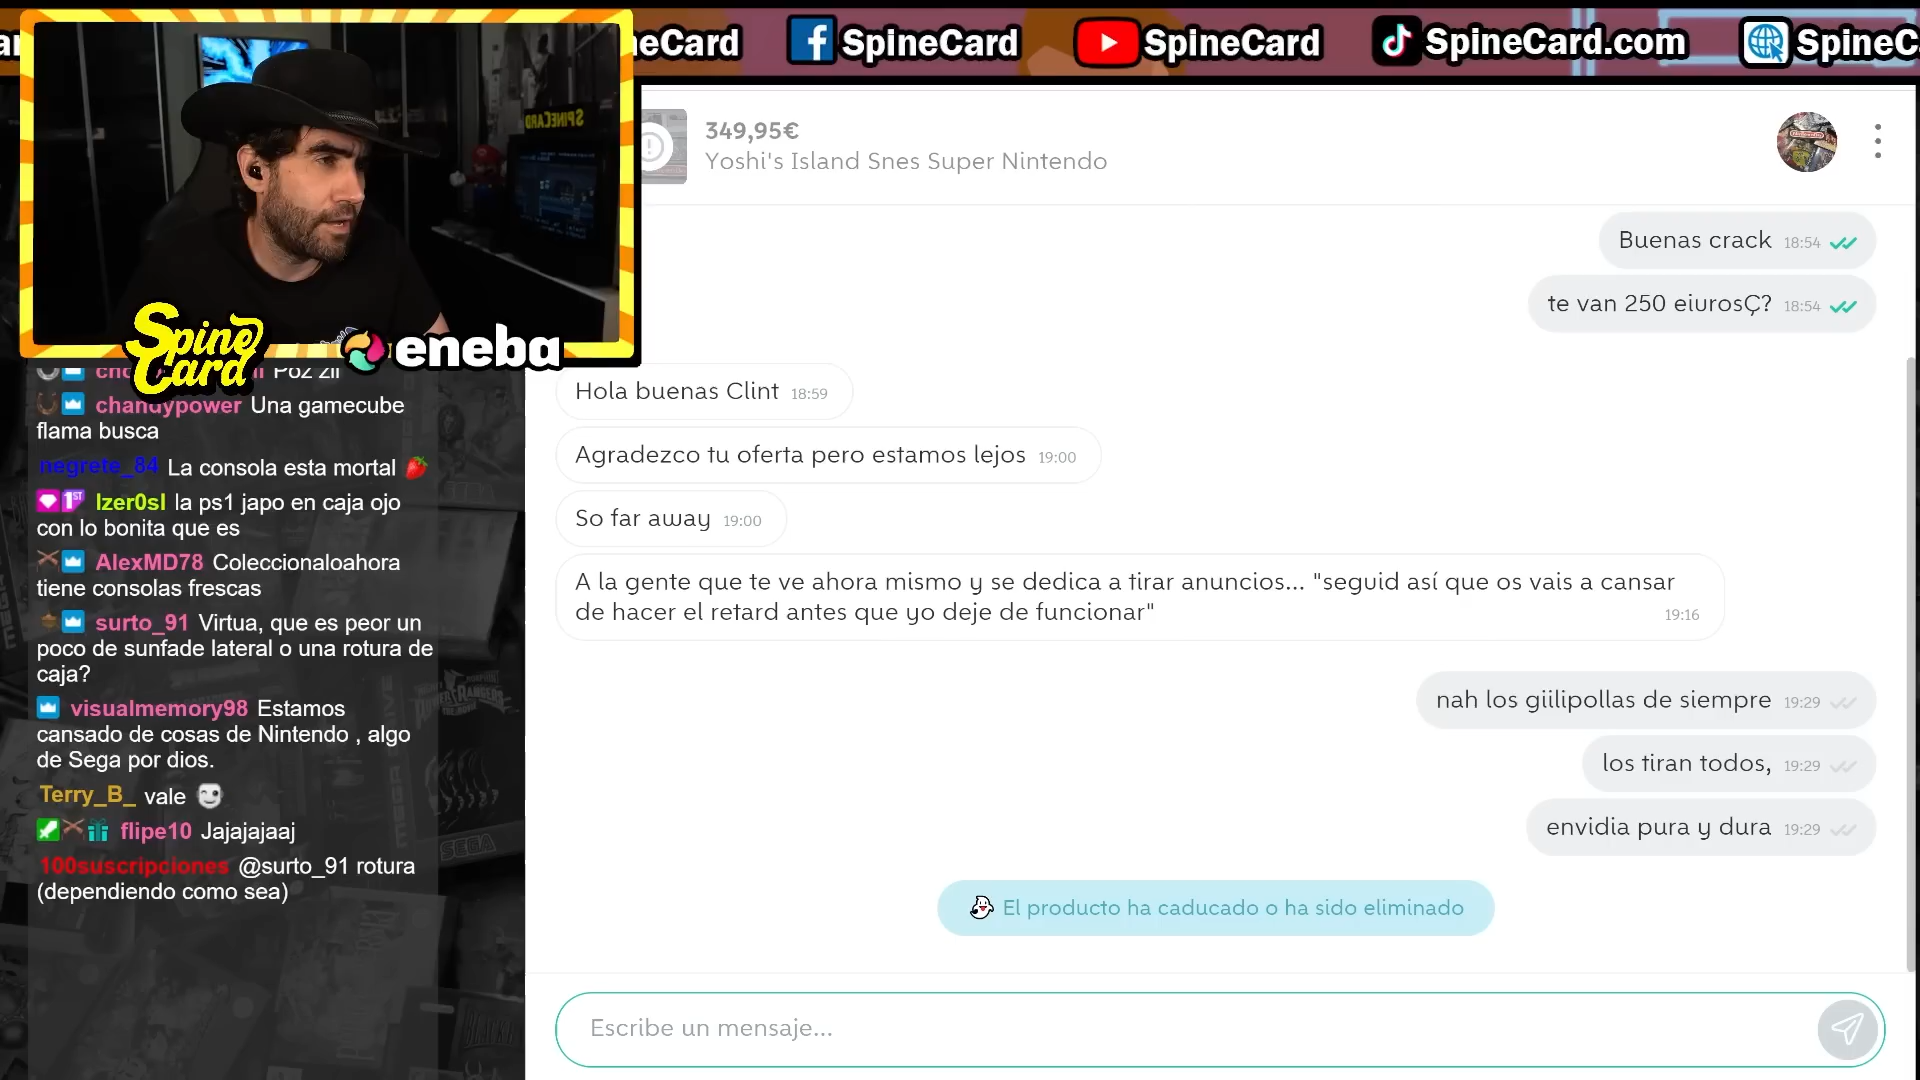 neCard
SpineCard
SpineCard
SpineCard.com
SpineC
SPINECARD
Spine
Card
eneba
349,95€
Yoshi's Island Snes Super Nintendo
Buenas crack 18:54
te van 250 eiurosÇ? 18:54
Hola buenas Clint 18:59
Agradezco tu oferta pero estamos lejos 19:00
So far away 19:00
A la gente que te ve ahora mismo y se dedica a tirar anuncios... "seguid así que os vais a cansar
de hacer el retard antes que yo deje de funcionar"
19:16
nah los giilipollas de siempre 19:29
los tiran todos, 19:29
envidia pura y dura 19:29
El producto ha caducado o ha sido eliminado
Escribe un mensaje...
Poz zii
chandypower Una gamecube
flama busca
negrete_84 La consola esta mortal
1ST lzer0sl la ps1 japo en caja ojo
con lo bonita que es
AlexMD78 Coleccionaloahora
tiene consolas frescas
surto_91 Virtua, que es peor un
poco de sunfade lateral o una rotura de
caja?
visualmemory98 Estamos
cansado de cosas de Nintendo , algo
de Sega por dios.
Terry_B_ vale
flipe10 Jajajajaaj
100suscripciones @surto_91 rotura
(dependiendo como sea)
SEGA